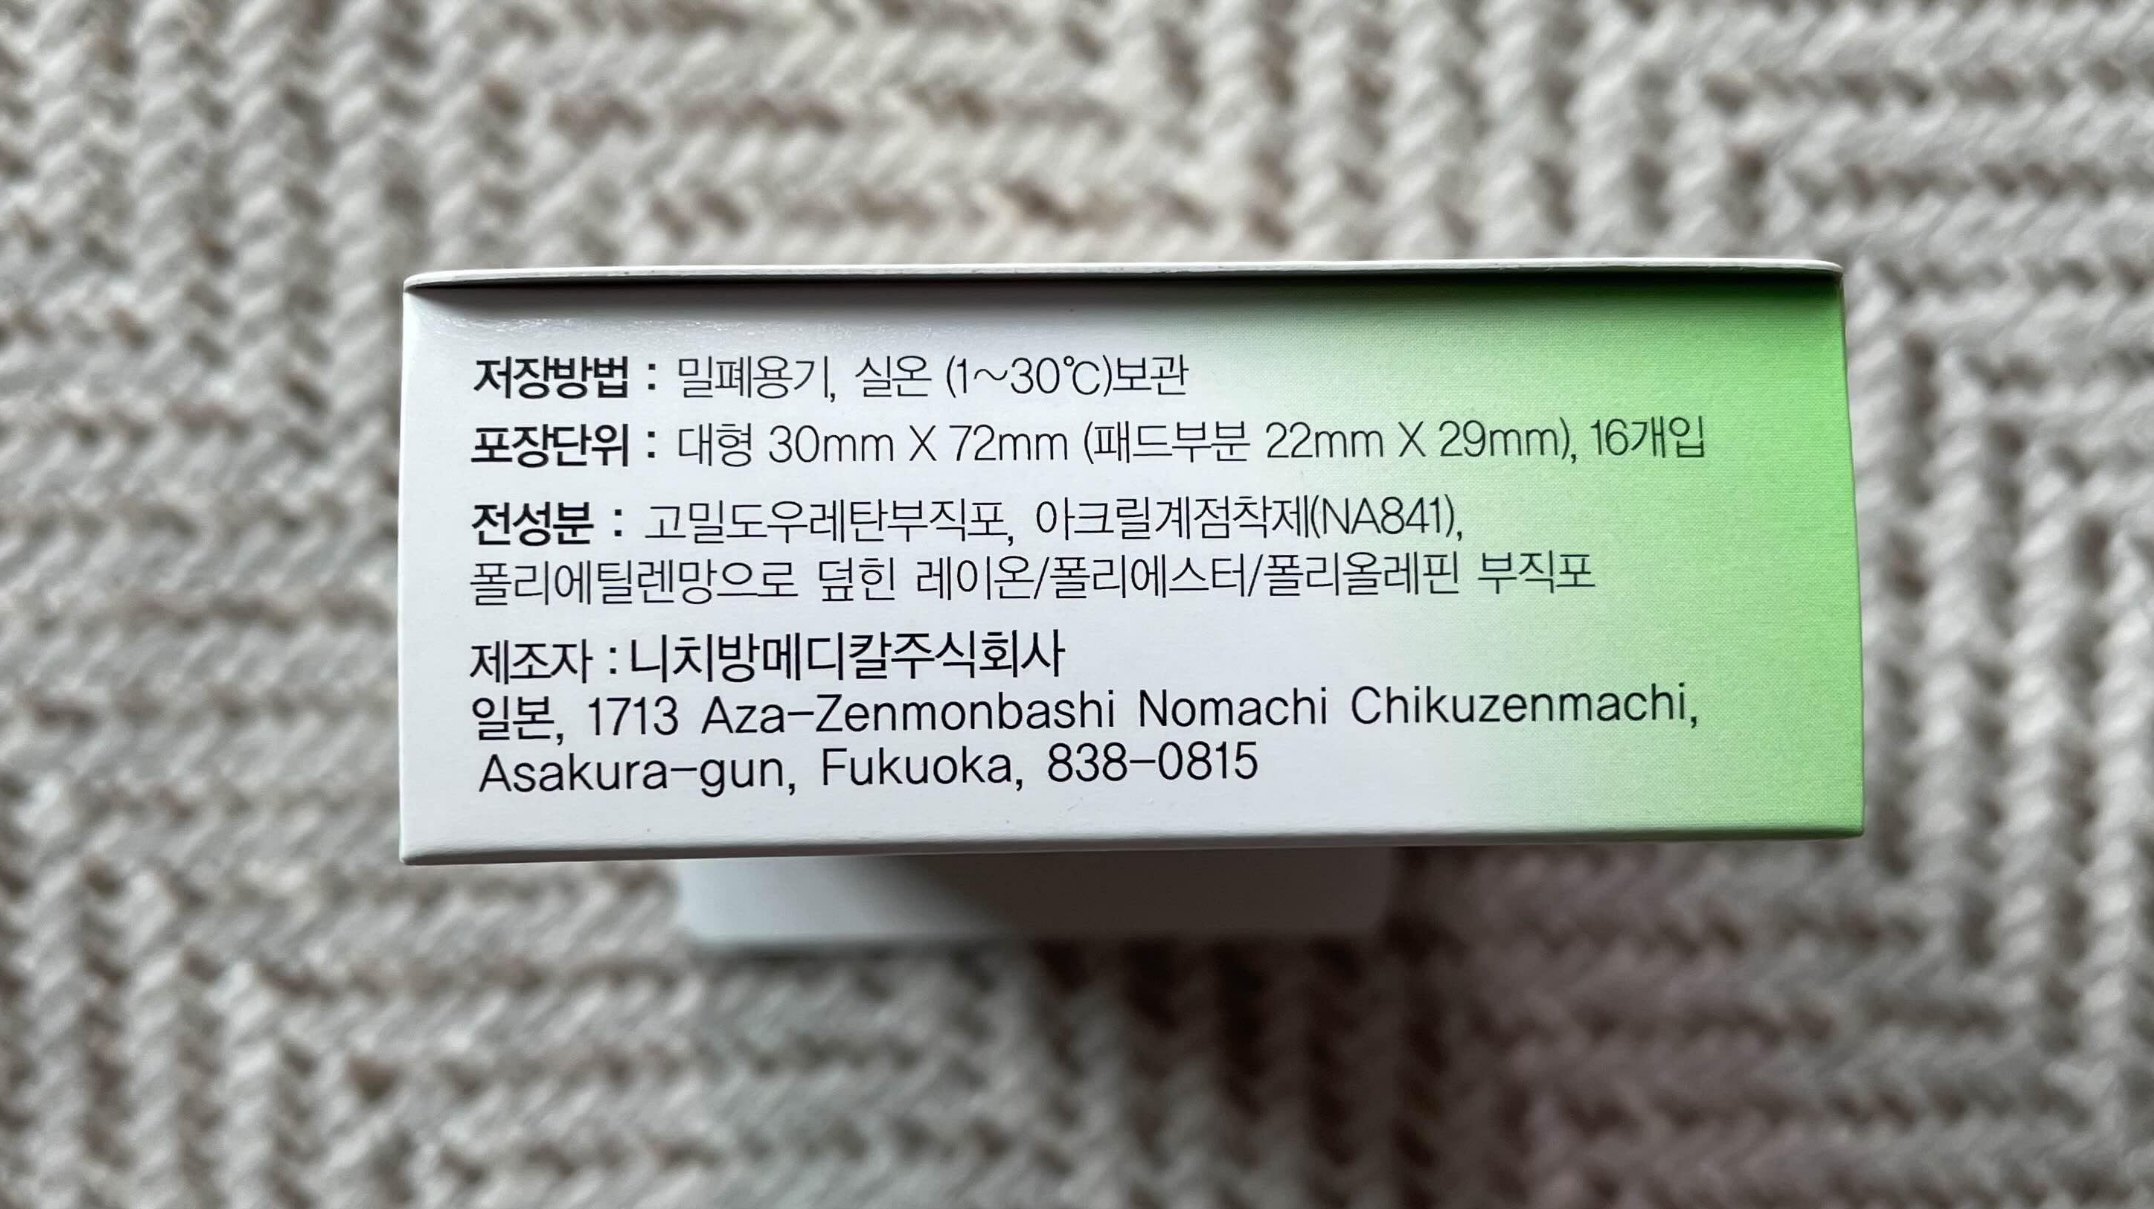 저장방법 : 밀폐용기, 실온 (1~30℃)보관
포장단위 : 대형 30mm X 72mm (패드부분 22mm X 29mm), 16개입
전성분 : 고밀도우레탄부직포, 아크릴계점착제(NA841),
폴리에틸렌망으로 덮힌 레이온/폴리에스터/폴리올레핀 부직포
제조자 : 니치방메디칼주식회사
일본, 1713 Aza-Zenmonbashi Nomachi Chikuzenmachi,
Asakura-gun, Fukuoka, 838-0815